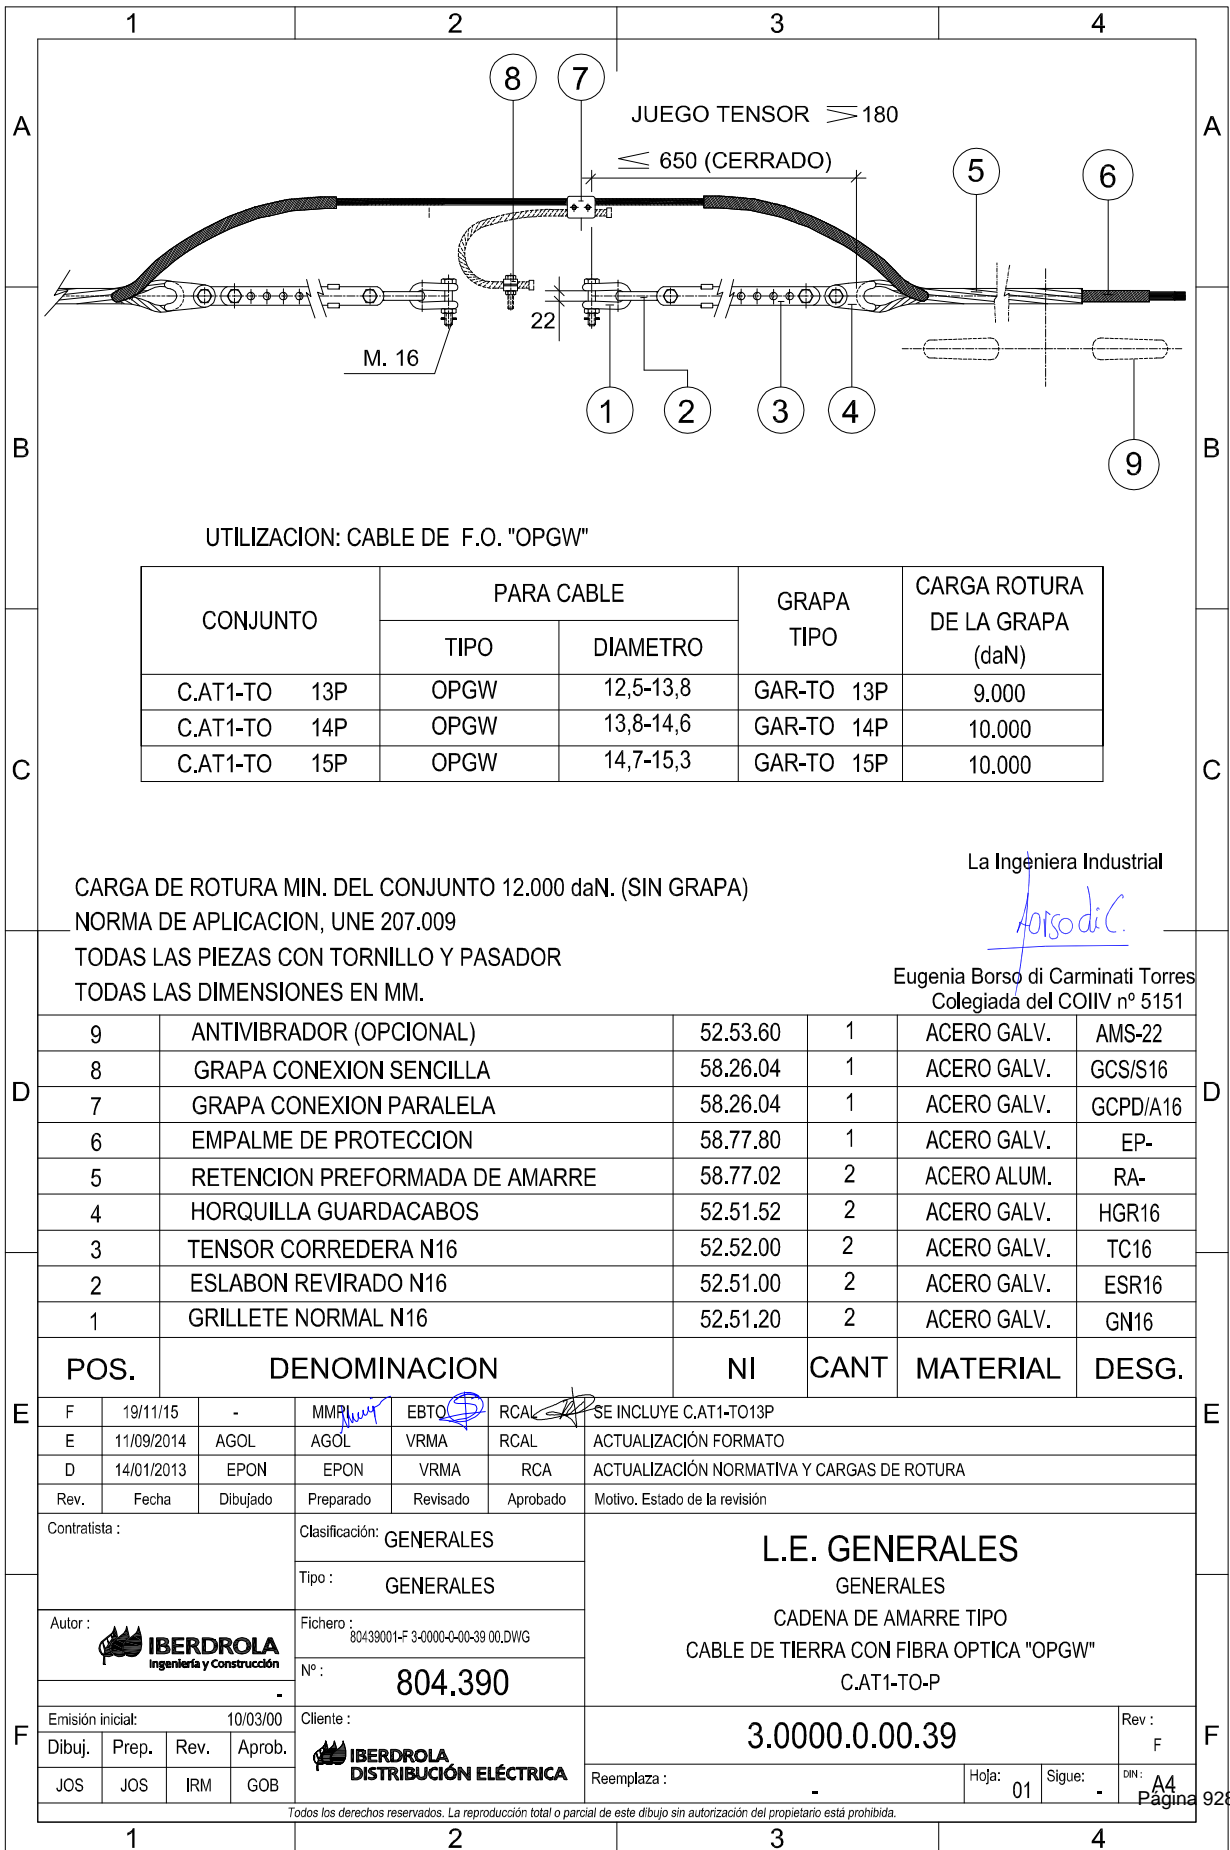 1 2 3 4
8 7
JUEGO TENSOR ≥ 180
A A
≤ 650 (CERRADO)
5 6
22
M. 16
1 2 3 4
B B
9
UTILIZACION: CABLE DE F.O. "OPGW"
CONJUNTO PARA CABLE GRAPA TIPO CARGA ROTURA DE LA GRAPA (daN)
TIPO DIAMETRO
C.AT1-TO 13P OPGW 12,5-13,8 GAR-TO 13P 9.000
C.AT1-TO 14P OPGW 13,8-14,6 GAR-TO 14P 10.000
C.AT1-TO 15P OPGW 14,7-15,3 GAR-TO 15P 10.000
C C
La Ingeniera Industrial
CARGA DE ROTURA MIN. DEL CONJUNTO 12.000 daN. (SIN GRAPA)
NORMA DE APLICACION, UNE 207.009
TODAS LAS PIEZAS CON TORNILLO Y PASADOR
TODAS LAS DIMENSIONES EN MM.
Eugenia Borso di Carminati Torres
Colegiada del COIIV nº 5151
9 ANTIVIBRADOR (OPCIONAL) 52.53.60 1 ACERO GALV. AMS-22
8 GRAPA CONEXION SENCILLA 58.26.04 1 ACERO GALV. GCS/S16
D D
7 GRAPA CONEXION PARALELA 58.26.04 1 ACERO GALV. GCPD/A16
6 EMPALME DE PROTECCION 58.77.80 1 ACERO GALV. EP-
5 RETENCION PREFORMADA DE AMARRE 58.77.02 2 ACERO ALUM. RA-
4 HORQUILLA GUARDACABOS 52.51.52 2 ACERO GALV. HGR16
3 TENSOR CORREDERA N16 52.52.00 2 ACERO GALV. TC16
2 ESLABON REVIRADO N16 52.51.00 2 ACERO GALV. ESR16
1 GRILLETE NORMAL N16 52.51.20 2 ACERO GALV. GN16
POS. DENOMINACION NI CANT MATERIAL DESG.
E E
F 19/11/15 - MMRI EBTO RCAL SE INCLUYE C.AT1-TO13P
E 11/09/2014 AGOL AGOL VRMA RCAL ACTUALIZACIÓN FORMATO
D 14/01/2013 EPON EPON VRMA RCA ACTUALIZACIÓN NORMATIVA Y CARGAS DE ROTURA
Rev. Fecha Dibujado Preparado Revisado Aprobado Motivo. Estado de la revisión
Contratista :
Clasificación: GENERALES
Tipo : GENERALES
L.E. GENERALES
GENERALES
CADENA DE AMARRE TIPO
CABLE DE TIERRA CON FIBRA OPTICA "OPGW"
C.AT1-TO-P
Autor : IBERDROLA
Ingeniería y Construcción
-
Fichero : 80439001-F 3-0000-0-00-39 00.DWG
Nº : 804.390
F F
Emisión inicial: 10/03/00
Dibuj. Prep. Rev. Aprob.
JOS JOS IRM GOB
Cliente :
IBERDROLA
DISTRIBUCIÓN ELÉCTRICA
3.0000.0.00.39
Rev : F
Reemplaza : -
Hoja: 01
Sigue: -
DIN : A4
Página 928
Todos los derechos reservados. La reproducción total o parcial de este dibujo sin autorización del propietario está prohibida.
1 2 3 4